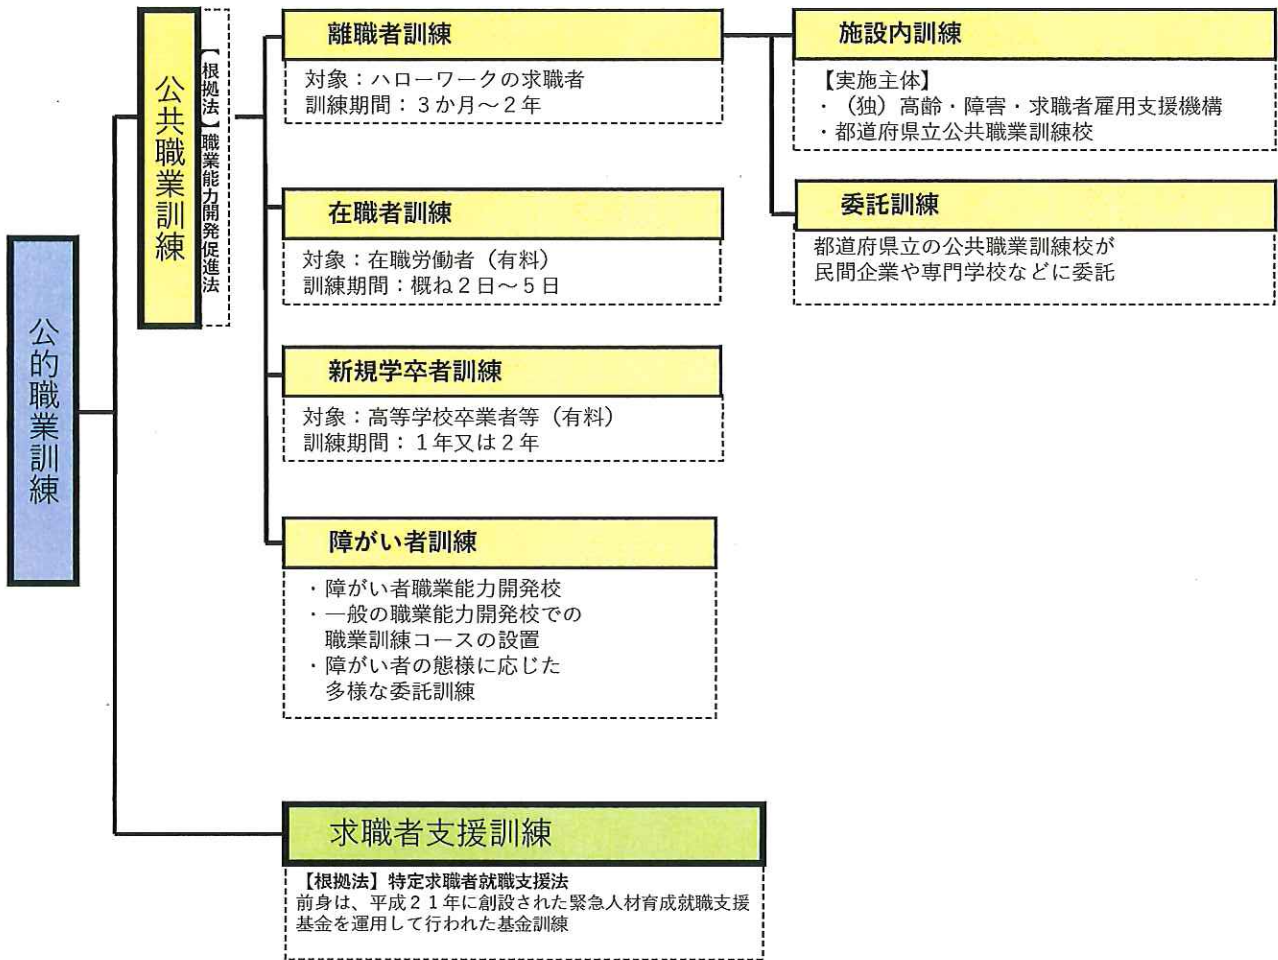 公的職業訓練
公共職業訓練
【根拠法】職業能力開発促進法
離職者訓練
対象：ハローワークの求職者
訓練期間：３か月～２年
施設内訓練
【実施主体】
・（独）高齢・障害・求職者雇用支援機構
・都道府県立公共職業訓練校
委託訓練
都道府県立の公共職業訓練校が
民間企業や専門学校などに委託
在職者訓練
対象：在職労働者（有料）
訓練期間：概ね２日～５日
新規学卒者訓練
対象：高等学校卒業者等（有料）
訓練期間：１年又は２年
障がい者訓練
・障がい者職業能力開発校
・一般の職業能力開発校での
職業訓練コースの設置
・障がい者の態様に応じた
多様な委託訓練
求職者支援訓練
【根拠法】特定求職者就職支援法
前身は、平成２１年に創設された緊急人材育成就職支援
基金を運用して行われた基金訓練